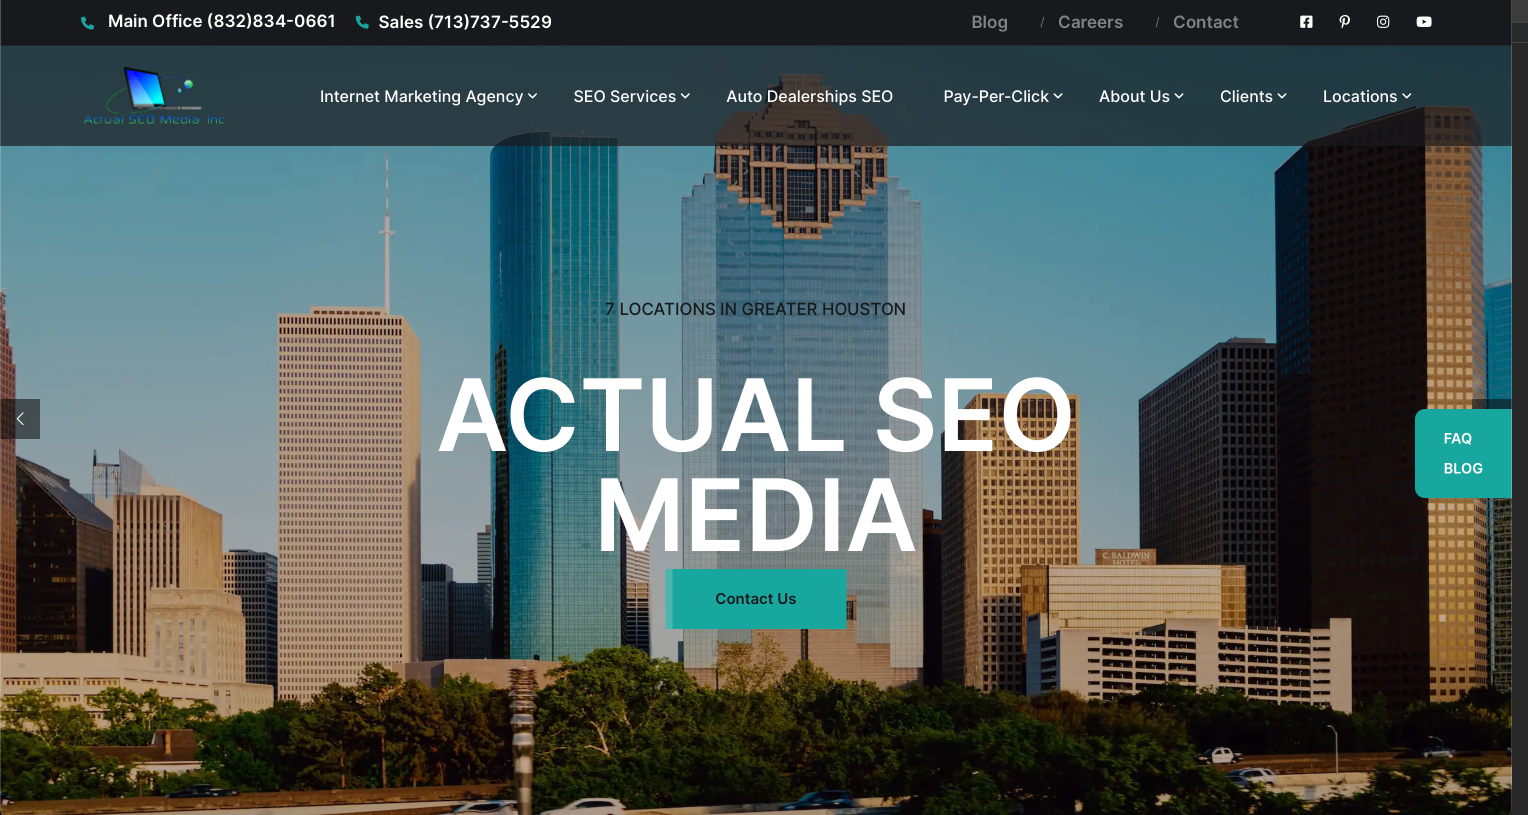 Main Office (832)834-0661 Sales (713)737-5529 Blog / Careers / Contact
Actual SEO Media, Inc.
Internet Marketing Agency SEO Services Auto Dealerships SEO Pay-Per-Click About Us Clients Locations
7 LOCATIONS IN GREATER HOUSTON
ACTUAL SEO
MEDIA
FAQ
BLOG
C. BALDWIN
HOTEL
Contact Us